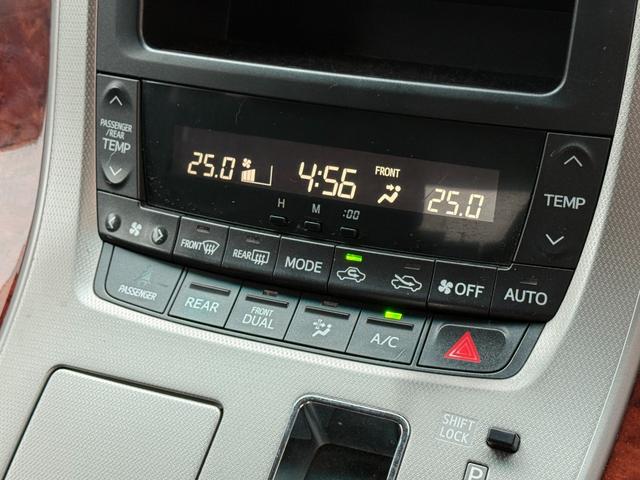 PASSENGER
/REAR
TEMP
25.0
4:56
FRONT
25.0
TEMP
H
M
:00
FRONT
REAR
MODE
OFF
AUTO
PASSENGER
REAR
FRONT
DUAL
A/C
SHIFT
LOCK
P